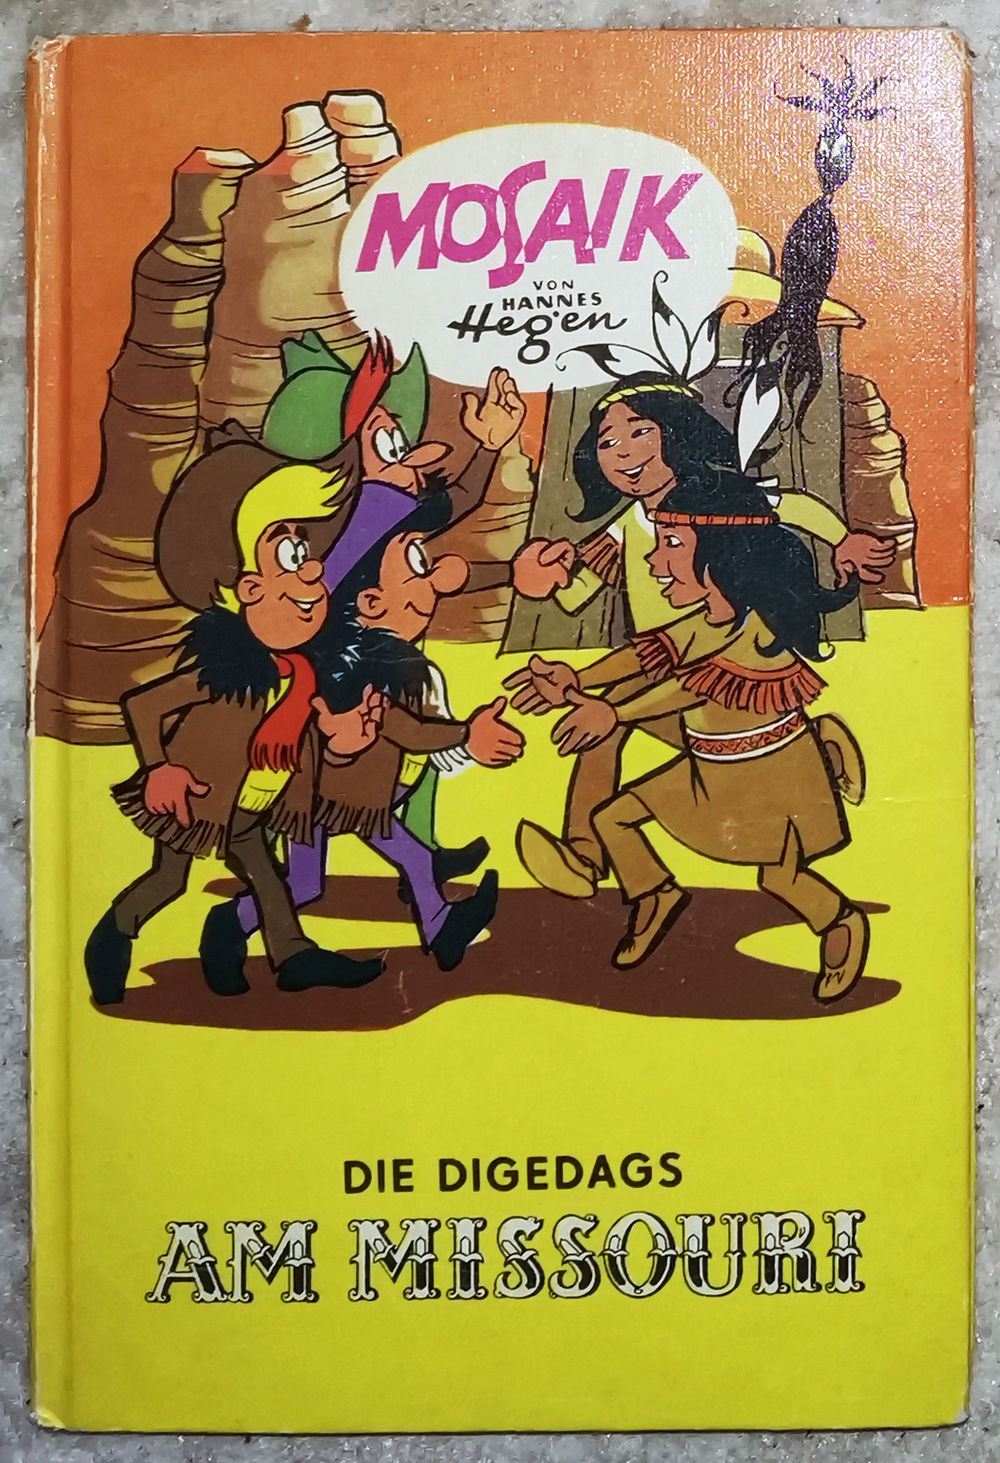 MOSAIK
VON
HANNES
Hegen
DIE DIGEDAGS
AM MISSOURI